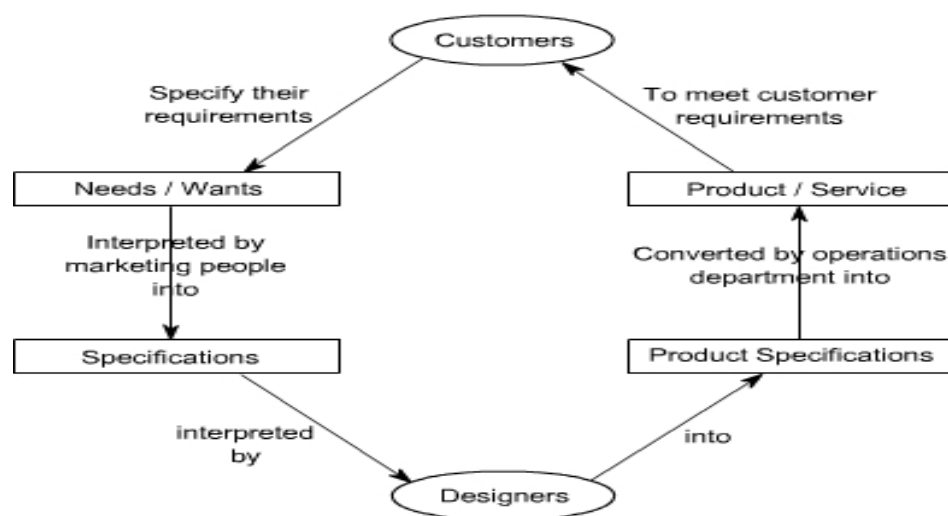 Customers
Specify their
requirements
To meet customer
requirements
Needs / Wants
Product / Service
Interpreted by
marketing people
into
Converted by operations
department into
Specifications
Product Specifications
interpreted
by
into
Designers